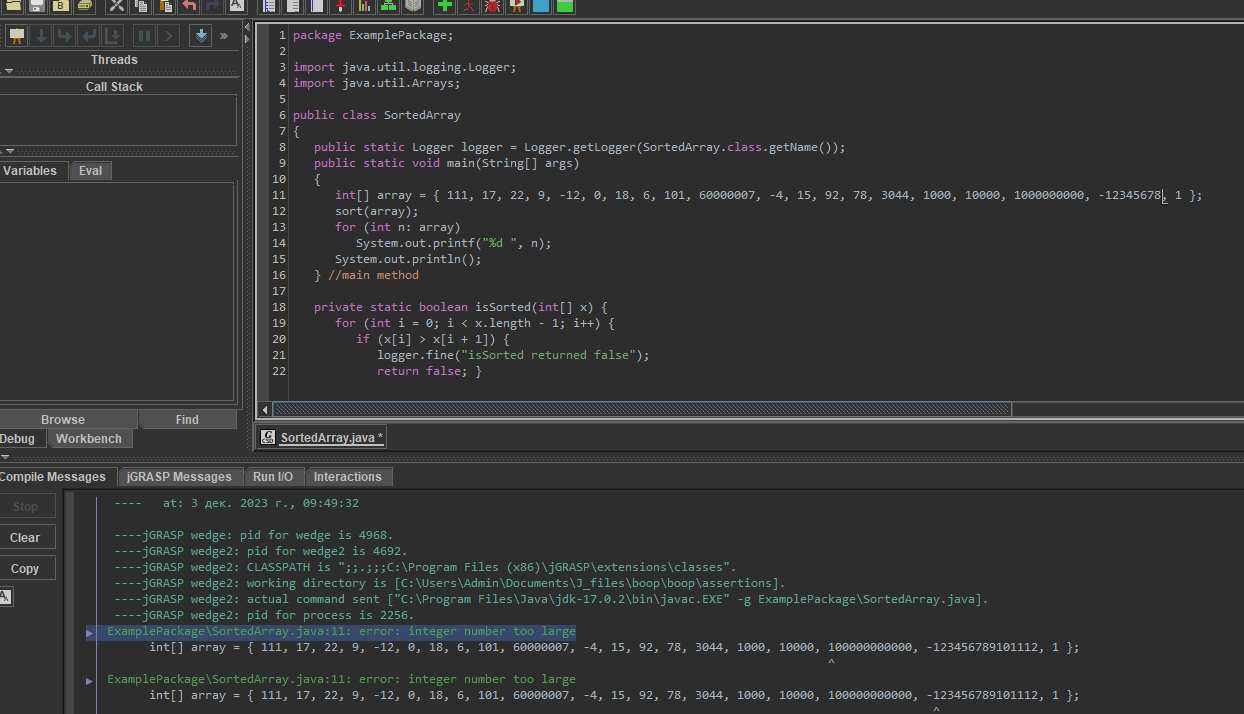 Threads
Call Stack
Variables Eval
Browse Find
Debug Workbench
1 package ExamplePackage;
2
3 import java.util.logging.Logger;
4 import java.util.Arrays;
5
6 public class SortedArray
7 {
8 public static Logger logger = Logger.getLogger(SortedArray.class.getName());
9 public static void main(String[] args)
10 {
11 int[] array = { 111, 17, 22, 9, -12, 0, 18, 6, 101, 60000007, -4, 15, 92, 78, 3044, 1000, 10000, 1000000000, -12345678, 1 };
12 sort(array);
13 for (int n: array)
14 System.out.printf("%d ", n);
15 System.out.println();
16 } //main method
17
18 private static boolean isSorted(int[] x) {
19 for (int i = 0; i < x.length - 1; i++) {
20 if (x[i] > x[i + 1]) {
21 logger.fine("isSorted returned false");
22 return false; }
SortedArray.java *
Compile Messages jGRASP Messages Run I/O Interactions
Stop
Clear
Copy
---- at: 3 дек. 2023 г., 09:49:32
----jGRASP wedge: pid for wedge is 4968.
----jGRASP wedge2: pid for wedge2 is 4692.
----jGRASP wedge2: CLASSPATH is ";;.;;;C:\Program Files (x86)\jGRASP\extensions\classes".
----jGRASP wedge2: working directory is [C:\Users\Admin\Documents\J_files\boop\boop\assertions].
----jGRASP wedge2: actual command sent ["C:\Program Files\Java\jdk-17.0.2\bin\javac.EXE" -g ExamplePackage\SortedArray.java].
----jGRASP wedge2: pid for process is 2256.
ExamplePackage\SortedArray.java:11: error: integer number too large
int[] array = { 111, 17, 22, 9, -12, 0, 18, 6, 101, 60000007, -4, 15, 92, 78, 3044, 1000, 10000, 100000000000, -123456789101112, 1 };
^
ExamplePackage\SortedArray.java:11: error: integer number too large
int[] array = { 111, 17, 22, 9, -12, 0, 18, 6, 101, 60000007, -4, 15, 92, 78, 3044, 1000, 10000, 100000000000, -123456789101112, 1 };
^